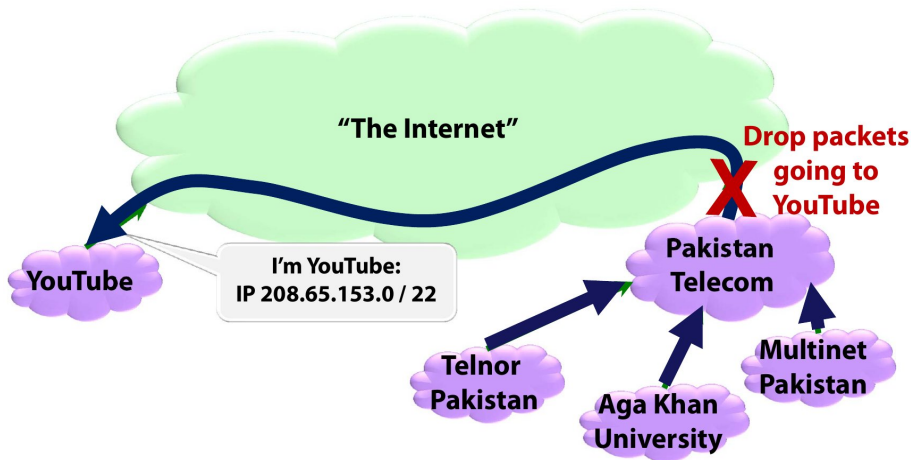 “The Internet”
Drop packets
going to
YouTube
X
YouTube
I’m YouTube:
IP 208.65.153.0 / 22
Pakistan
Telecom
Telnor
Pakistan
Aga Khan
University
Multinet
Pakistan